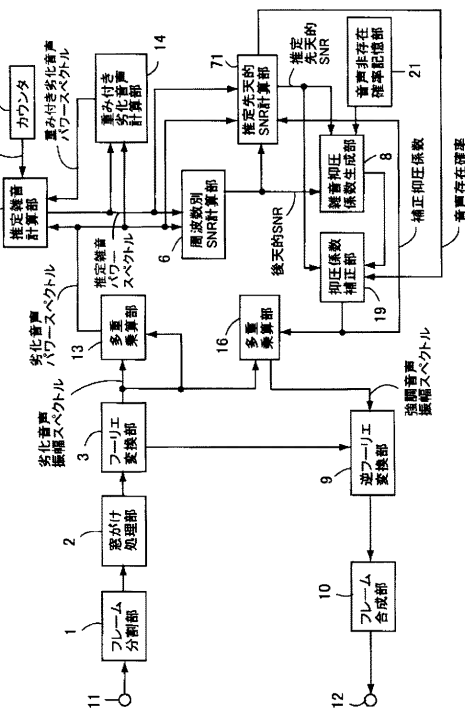 11
1
フレーム
分割部
2
窓がけ
処理部
3
フーリエ
変換部
劣化音声
振幅スペクトル
13
多重
乗算部
劣化音声
パワースペクトル
推定雑音
計算部
カウンタ
重み付き劣化音声
パワースペクトル
14
重み付き
劣化音声
計算部
推定雑音
パワー
スペクトル
6
周波数別
SNR計算部
後天的SNR
71
推定先天的
SNR計算部
推定
先天的
SNR
音声非存在
確率記憶部
21
雑音抑圧
係数生成部
8
抑圧係数
補正部
19
補正抑圧係数
音声存在確率
16
多重
乗算部
強調音声
振幅スペクトル
9
逆フーリエ
変換部
10
フレーム
合成部
12